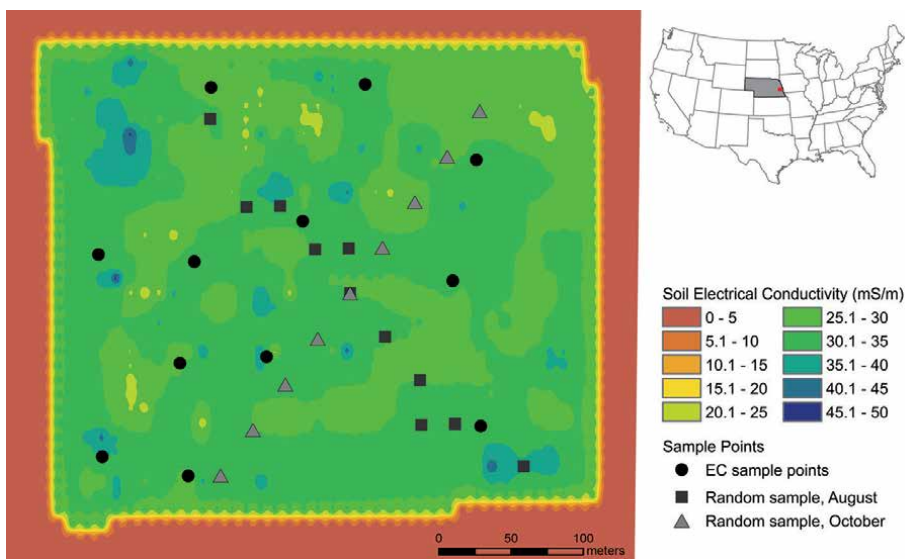 Soil Electrical Conductivity (mS/m)
0 - 5
5.1 - 10
10.1 - 15
15.1 - 20
20.1 - 25
25.1 - 30
30.1 - 35
35.1 - 40
40.1 - 45
45.1 - 50
Sample Points
EC sample points
Random sample, August
Random sample, October
0 50 100
meters